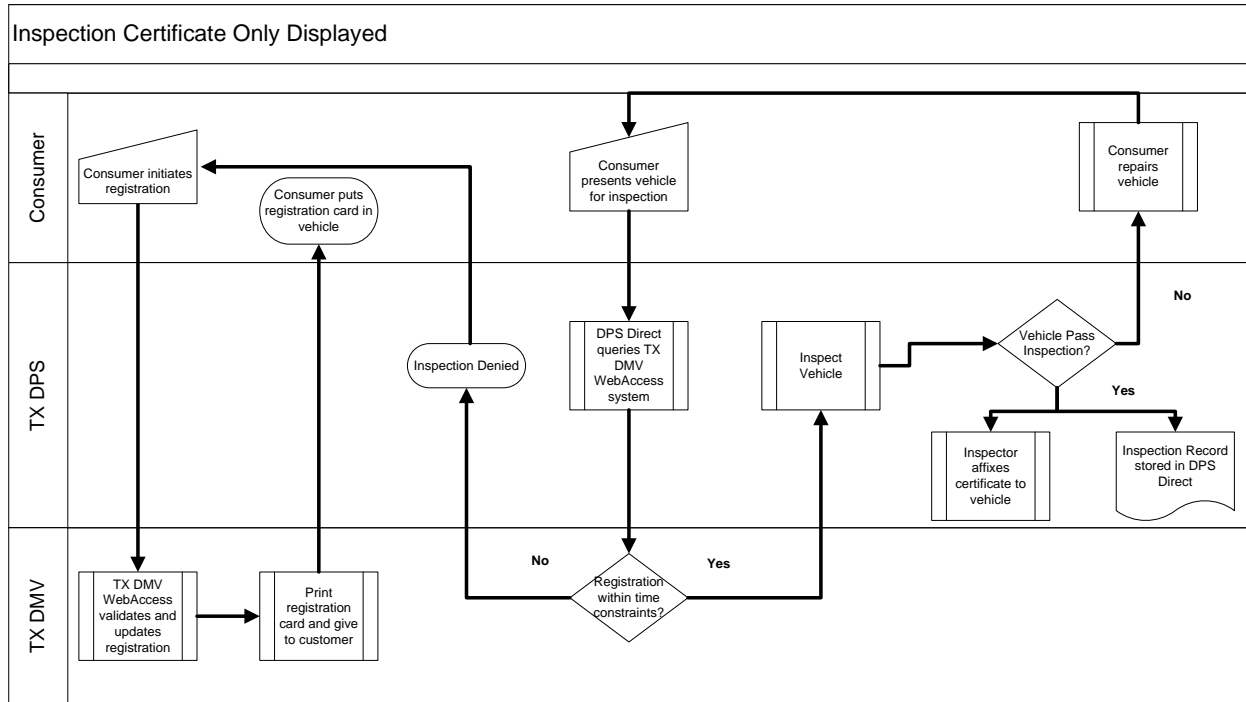 Inspection Certificate Only Displayed
Consumer
Consumer initiates
registration
Consumer puts
registration card in
vehicle
Consumer
presents vehicle
for inspection
Consumer
repairs
vehicle
TX DPS
Inspection Denied
DPS Direct
queries TX
DMV
WebAccess
system
Inspect
Vehicle
Vehicle Pass
Inspection?
No
Yes
Inspector
affixes
certificate to
vehicle
Inspection Record
stored in DPS
Direct
TX DMV
TX DMV
WebAccess
validates and
updates
registration
Print
registration
card and give
to customer
No
Registration
within time
constraints?
Yes